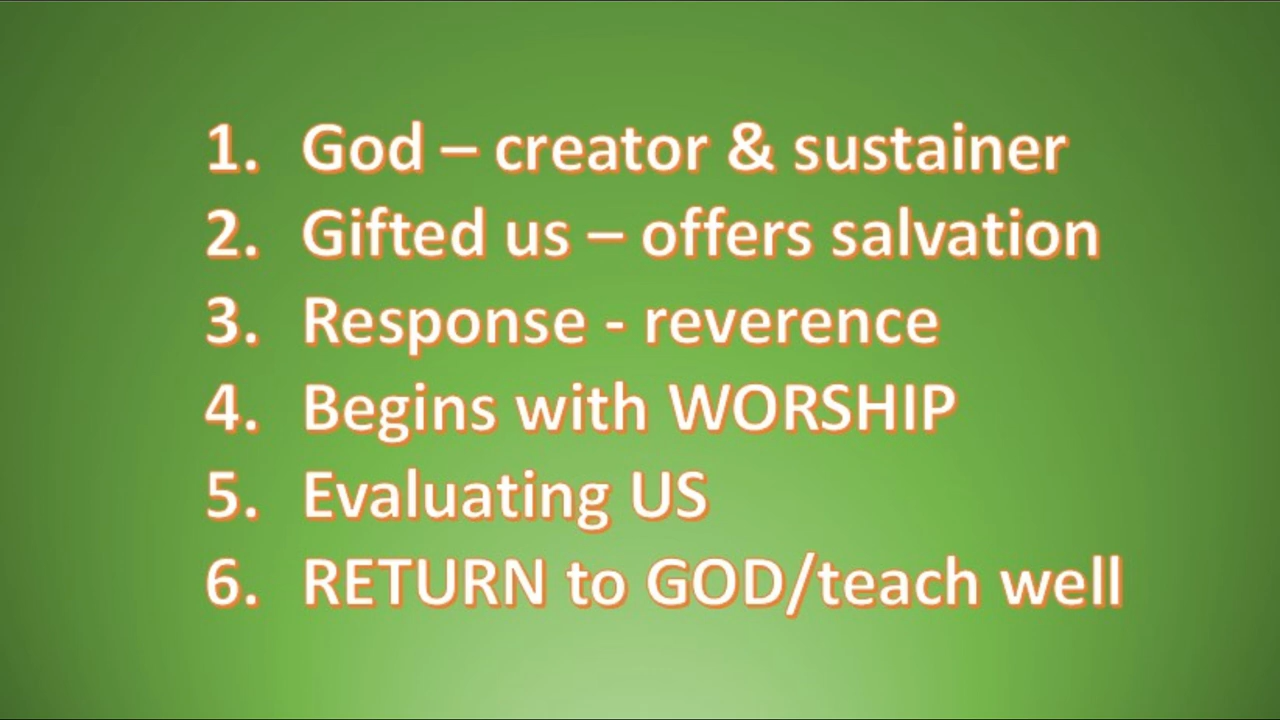 1. God – creator & sustainer
2. Gifted us – offers salvation
3. Response - reverence
4. Begins with WORSHIP
5. Evaluating US
6. RETURN to GOD/teach well